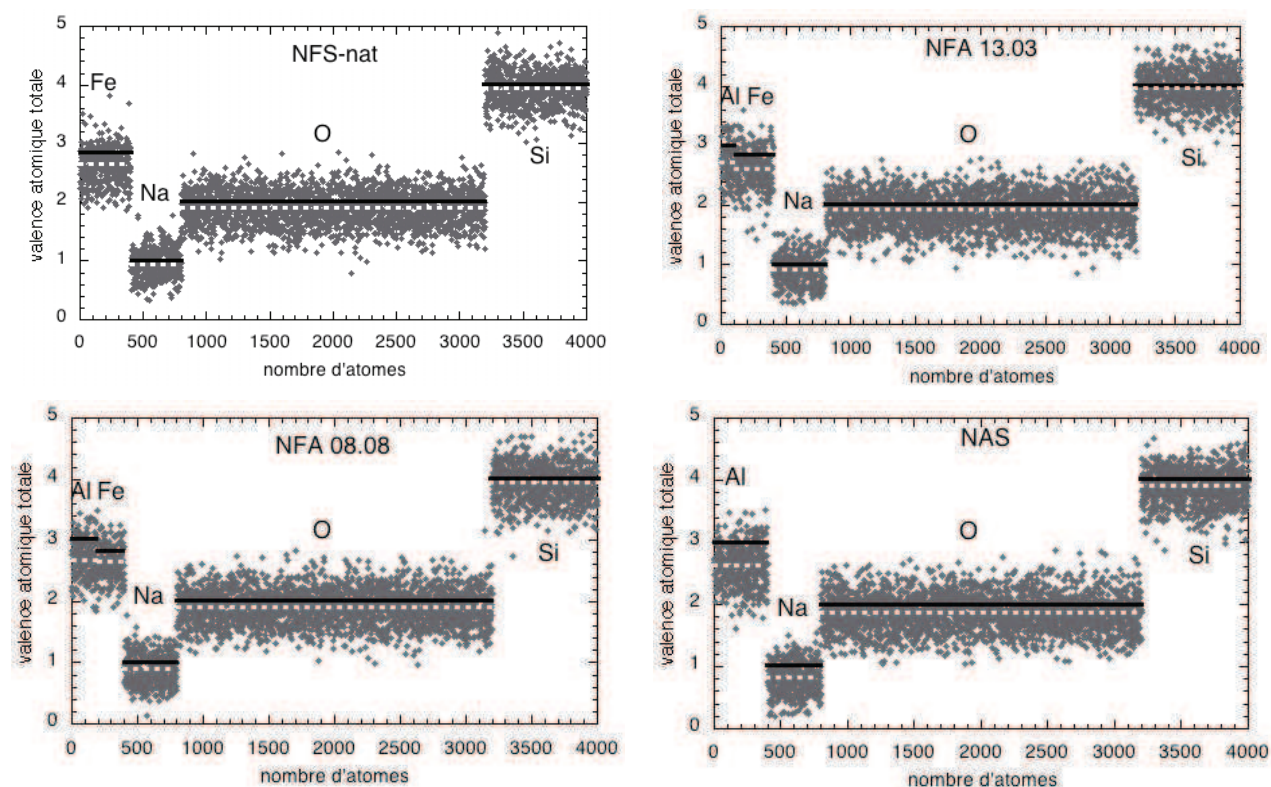 NFS-nat
valence atomique totale
5
4
3
2
1
0
Fe
Na
O
Si
0 500 1000 1500 2000 2500 3000 3500 4000
nombre d'atomes
NFA 13.03
valence atomique totale
5
4
3
2
1
0
Al Fe
Na
O
Si
0 500 1000 1500 2000 2500 3000 3500 4000
nombre d'atomes
NFA 08.08
valence atomique totale
5
4
3
2
1
0
Al Fe
Na
O
Si
0 500 1000 1500 2000 2500 3000 3500 4000
nombre d'atomes
NAS
valence atomique totale
5
4
3
2
1
0
Al
Na
O
Si
0 500 1000 1500 2000 2500 3000 3500 4000
nombre d'atomes